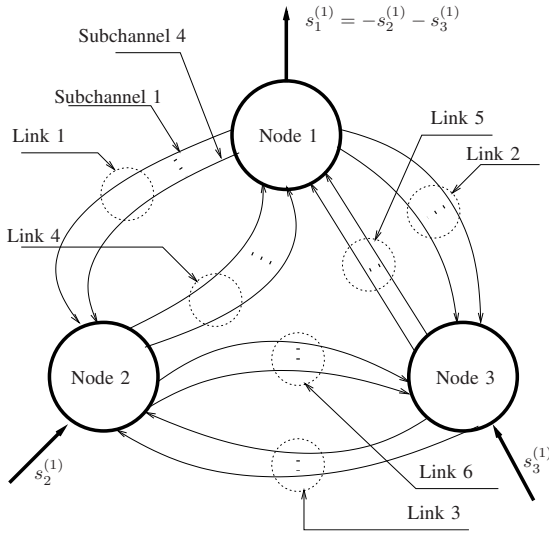 s_1^{(1)} = -s_2^{(1)} - s_3^{(1)}
Subchannel 4
Subchannel 1
Link 5
Link 1
Node 1
Link 2
Link 4
Node 2
Node 3
s_2^{(1)}
s_3^{(1)}
Link 6
Link 3